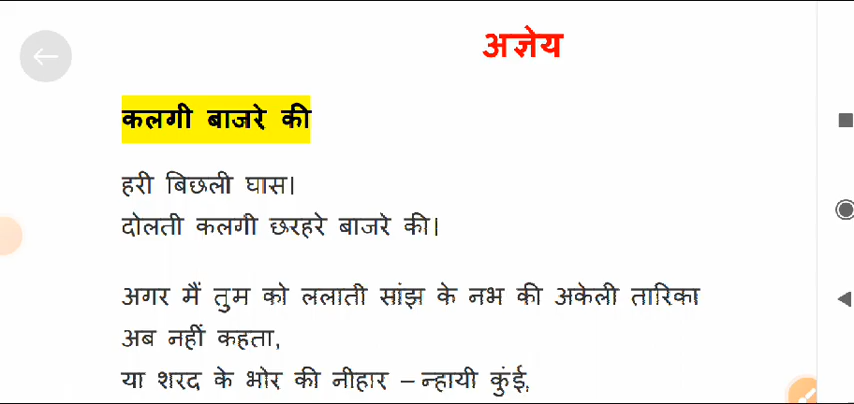 अज्ञेय
कलगी बाजरे की
हरी बिछली घास।
दोलती कलगी छरहरे बाजरे की।
अगर मैं तुम को ललाती सांझ के नभ की अकेली तारिका
अब नहीं कहता,
या शरद के भोर की नीहार – न्हायी कुंई,